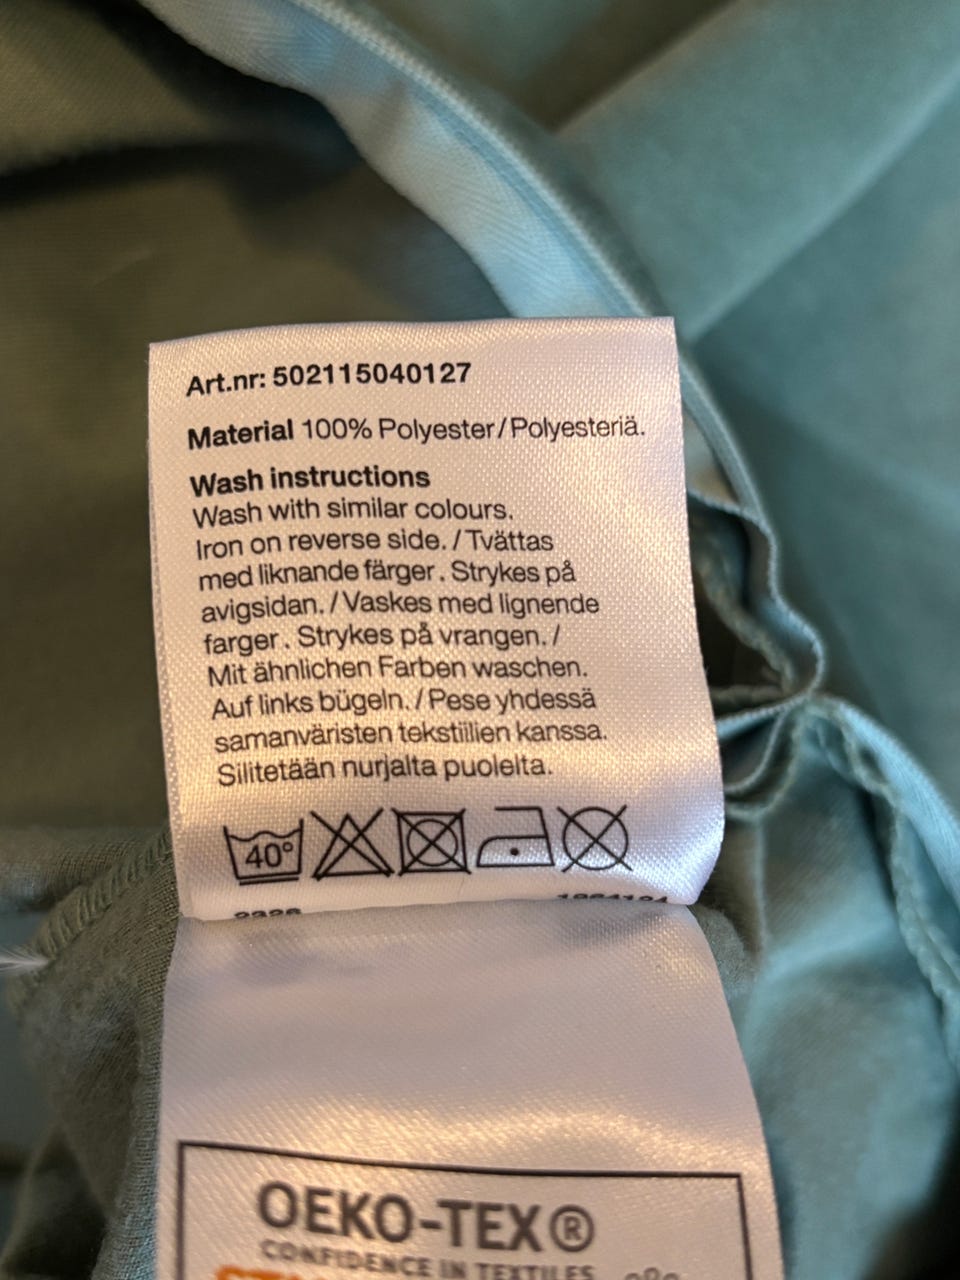 Art.nr: 502115040127
Material 100% Polyester/Polyesteriä.
Wash instructions
Wash with similar colours.
Iron on reverse side. / Tvättas
med liknande färger. Strykes på
avigsidan. / Vaskes med lignende
farger. Strykes på vrangen. /
Mit ähnlichen Farben waschen.
Auf links bügeln. / Pese yhdessä
samanväristen tekstiilien kanssa.
Silitetään nurjalta puolelta.
40°
OEKO-TEX®
CONFIDENCE IN TEXTILES